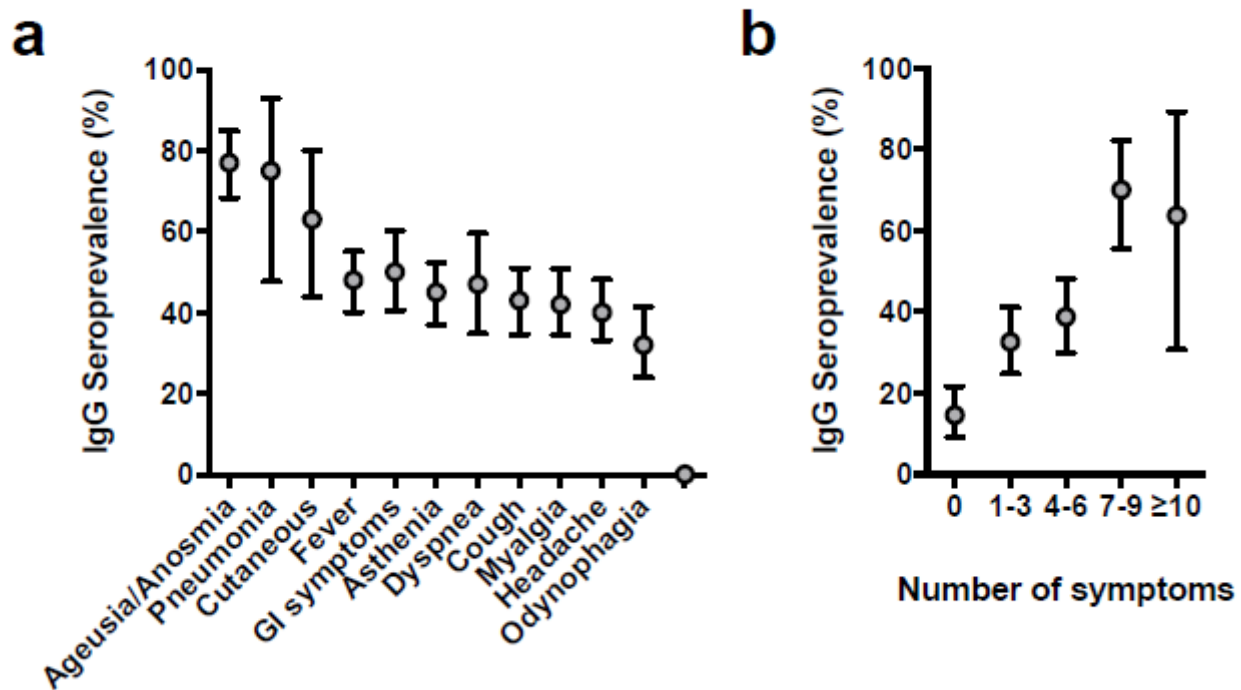 a
IgG Seroprevalence (%)
100
80
60
40
20
0
Ageusia/Anosmia
Pneumonia
Cutaneous
Fever
GI symptoms
Asthenia
Dyspnea
Cough
Myalgia
Headache
Odynophagia
b
IgG Seroprevalence (%)
100
80
60
40
20
0
0 1-3 4-6 7-9 ≥10
Number of symptoms